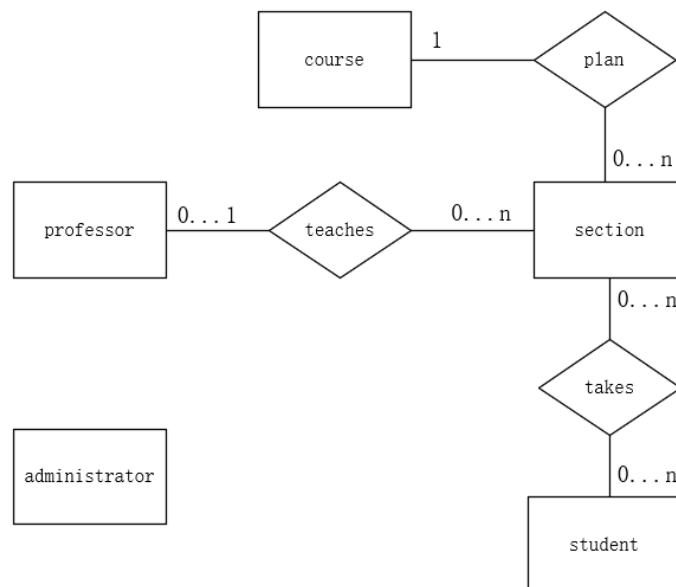 course
1
plan
0...n
professor
0...1
teaches
0...n
section
0...n
takes
administrator
0...n
student